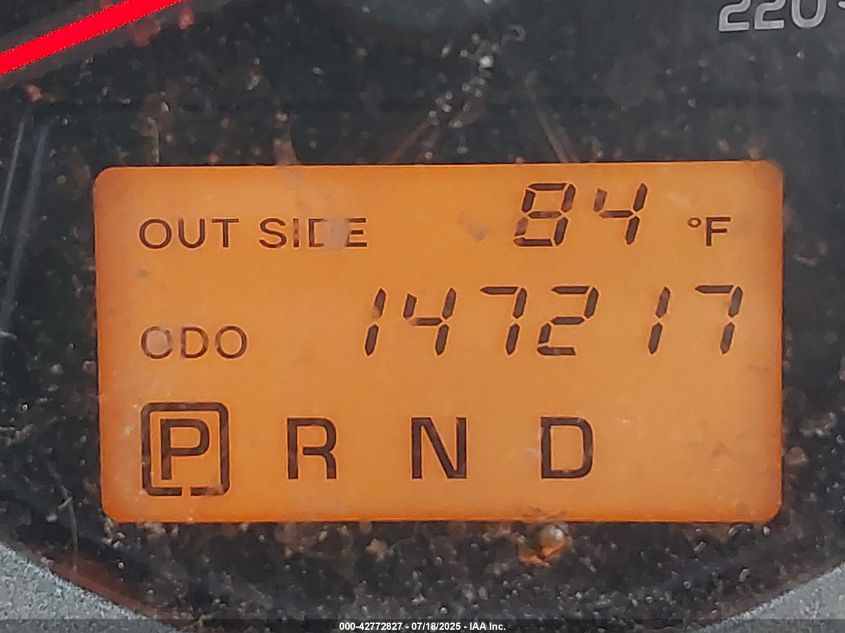 220
OUT SIDE 84 °F
ODO 147217
P R N D
000-42772827 - 07/18/2025 - IAA Inc.